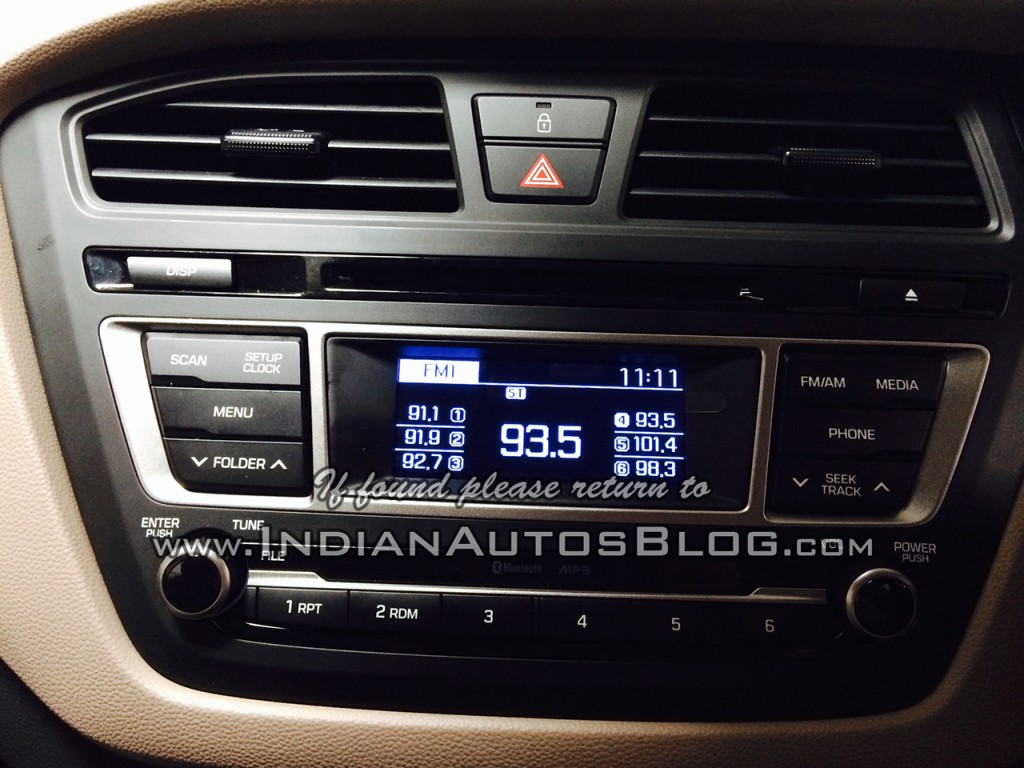 DISP
SCAN
SETUP
CLOCK
MENU
FOLDER
FM1
11:11
ST
91.1 1
91.9 2
92.7 3
93.5
4 93.5
5 101.4
6 98.3
FM/AM
MEDIA
PHONE
SEEK
TRACK
If found please return to
www.IndianAutosBlog.com
ENTER
PUSH
TUNE
FILE
VOL
POWER
PUSH
Bluetooth
MP3
1 RPT
2 RDM
3
4
5
6